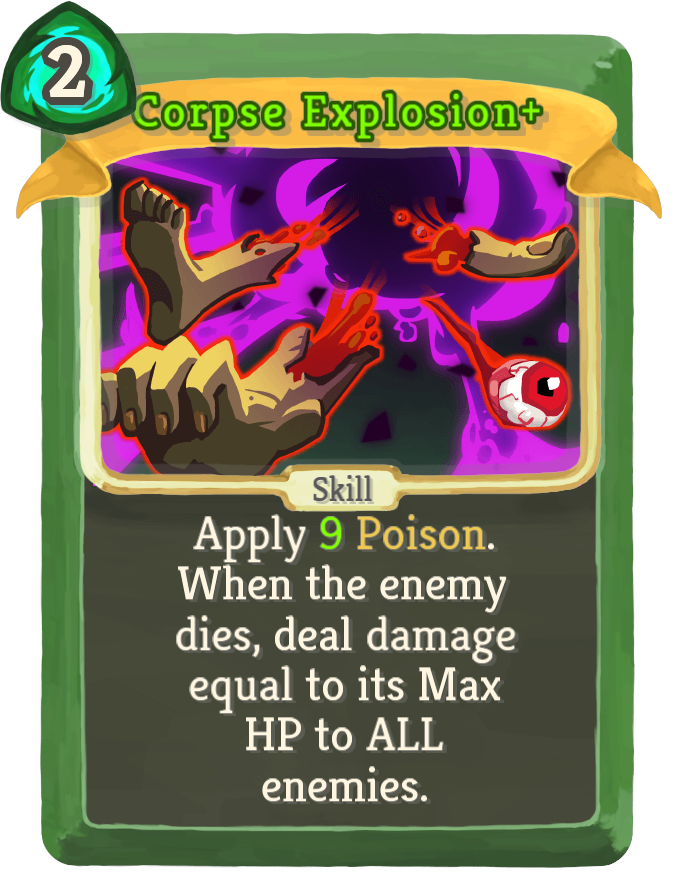 2
Corpse Explosion+
Skill
Apply 9 Poison.
When the enemy
dies, deal damage
equal to its Max
HP to ALL
enemies.